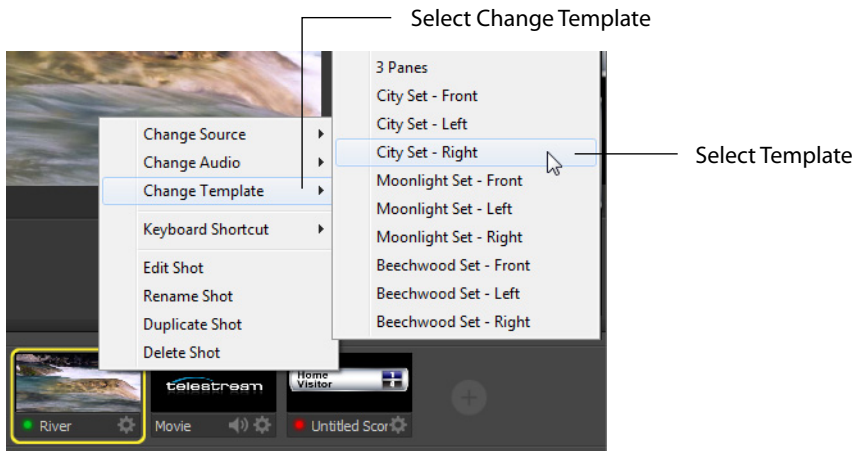 Select Change Template
3 Panes
City Set - Front
City Set - Left
City Set - Right
Moonlight Set - Front
Moonlight Set - Left
Moonlight Set - Right
Beechwood Set - Front
Beechwood Set - Left
Beechwood Set - Right
Select Template
Change Source
Change Audio
Change Template
Keyboard Shortcut
Edit Shot
Rename Shot
Duplicate Shot
Delete Shot
telestream
Home 1
Visitor 4
River
Movie
Untitled Scor